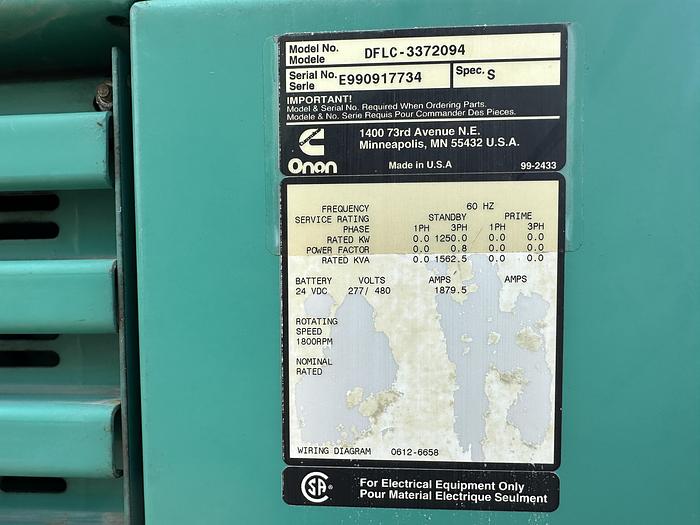 Model No. DFLC-3372094
Modele
Serial No. E990917734 Spec. S
Serie
IMPORTANT!
Model & Serial No. Required When Ordering Parts.
Modele & No. Serie Requis Pour Commander Des Pieces.
1400 73rd Avenue N.E.
Minneapolis, MN 55432 U.S.A.
Onan Made in U.S.A 99-2433
FREQUENCY 60 HZ
SERVICE RATING STANDBY PRIME
PHASE 1PH 3PH 1PH 3PH
RATED KW 0.0 1250.0 0.0 0.0
POWER FACTOR 0.0 0.8 0.0 0.0
RATED KVA 0.0 1562.5 0.0 0.0
BATTERY VOLTS AMPS AMPS
24 VDC 277/ 480 1879.5
ROTATING
SPEED
1800RPM
NOMINAL
RATED
WIRING DIAGRAM 0612-6658
CSA ® For Electrical Equipment Only
Pour Material Electrique Seulment